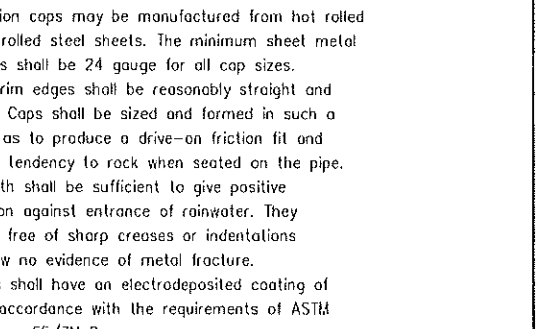 ion caps may be manufactured from hot rolled
rolled steel sheets. The minimum sheet metal
s shall be 24 gauge for all cap sizes.
rim edges shall be reasonably straight and
Caps shall be sized and formed in such a
as to produce a drive-on friction fit and
tendency to rock when seated on the pipe.
th shall be sufficient to give positive
on against entrance of rainwater. They
free of sharp creases or indentations
w no evidence of metal fracture.
s shall have an electrodeposited coating of
accordance with the requirements of ASTM